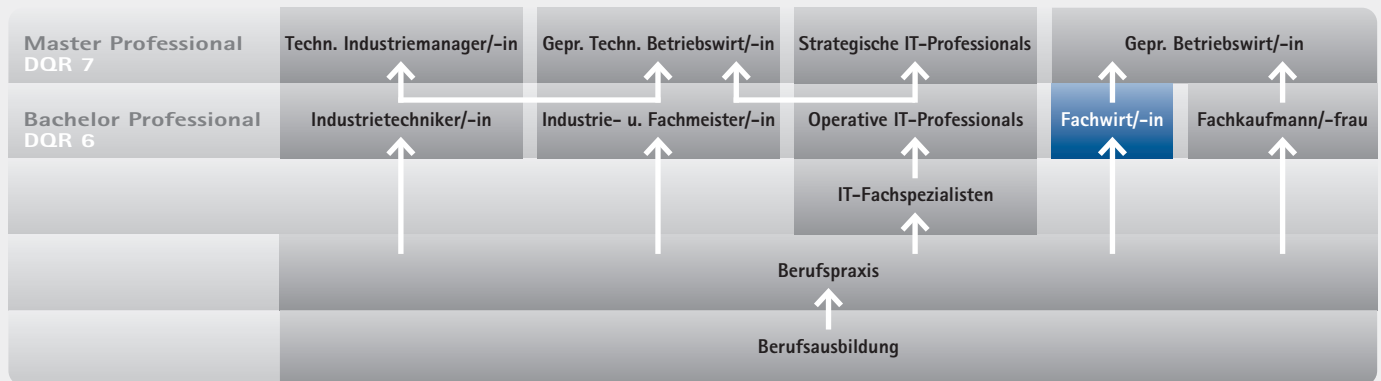 Master Professional
DQR 7
Techn. Industriemanager/-in
Gepr. Techn. Betriebswirt/-in
Strategische IT-Professionals
Gepr. Betriebswirt/-in
Bachelor Professional
DQR 6
Industrietechniker/-in
Industrie- u. Fachmeister/-in
Operative IT-Professionals
Fachwirt/-in
Fachkaufmann/-frau
IT-Fachspezialisten
Berufspraxis
Berufsausbildung